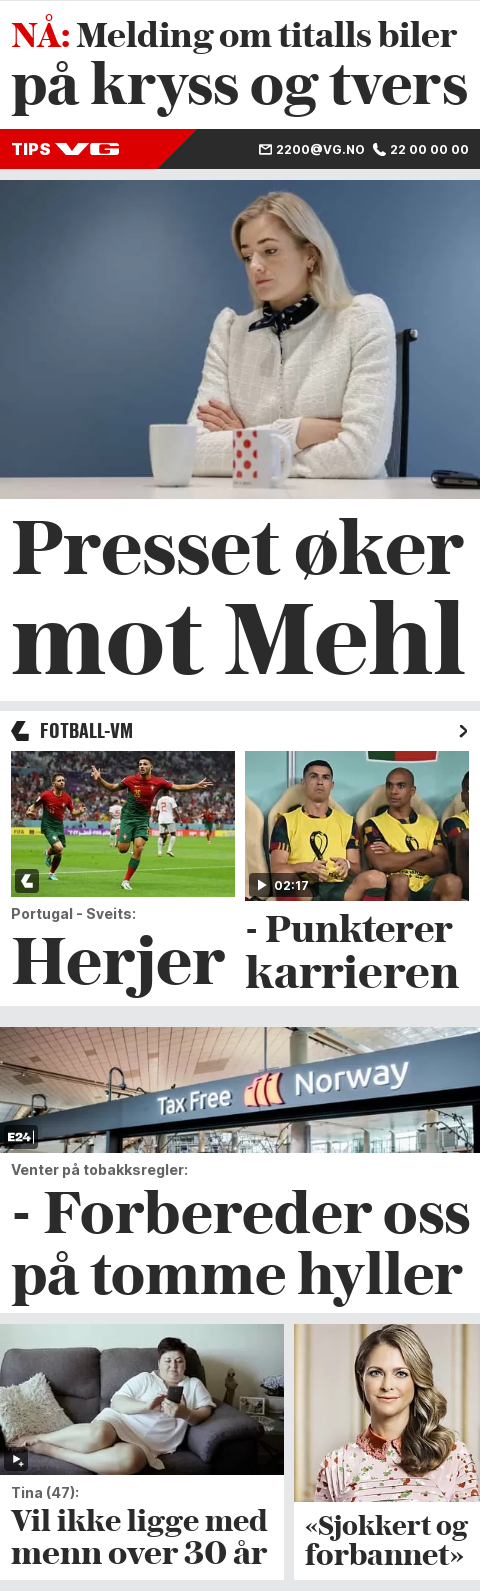 NÅ: Melding om titalls biler
på kryss og tvers
TIPS VG
2200@VG.NO 22 00 00 00
Presset øker
mot Mehl
FOTBALL-VM
02:17
Portugal - Sveits:
Herjer
- Punkterer
karrieren
Tax Free Norway
E24
Venter på tobakksregler:
- Forbereder oss
på tomme hyller
Tina (47):
Vil ikke ligge med
menn over 30 år
«Sjokkert og
forbannet»